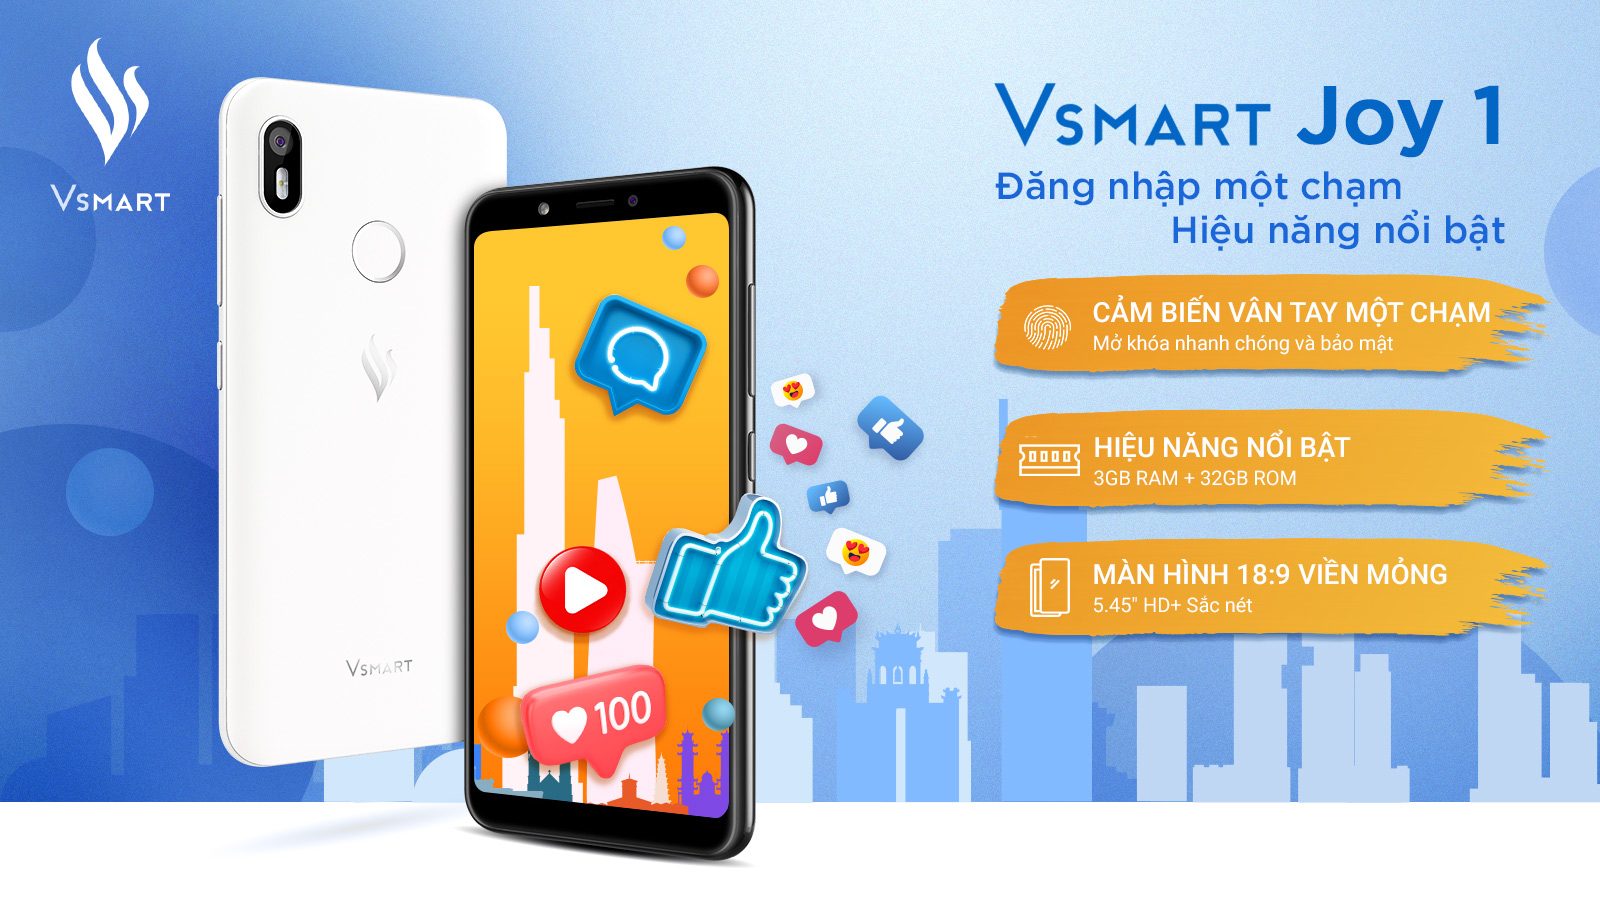 VSMART
VSMART
100
VSMART Joy 1
Đăng nhập một chạm
Hiệu năng nổi bật
CẢM BIẾN VÂN TAY MỘT CHẠM
Mở khóa nhanh chóng và bảo mật
HIỆU NĂNG NỔI BẬT
3GB RAM + 32GB ROM
MÀN HÌNH 18:9 VIỀN MỎNG
5.45" HD+ Sắc nét